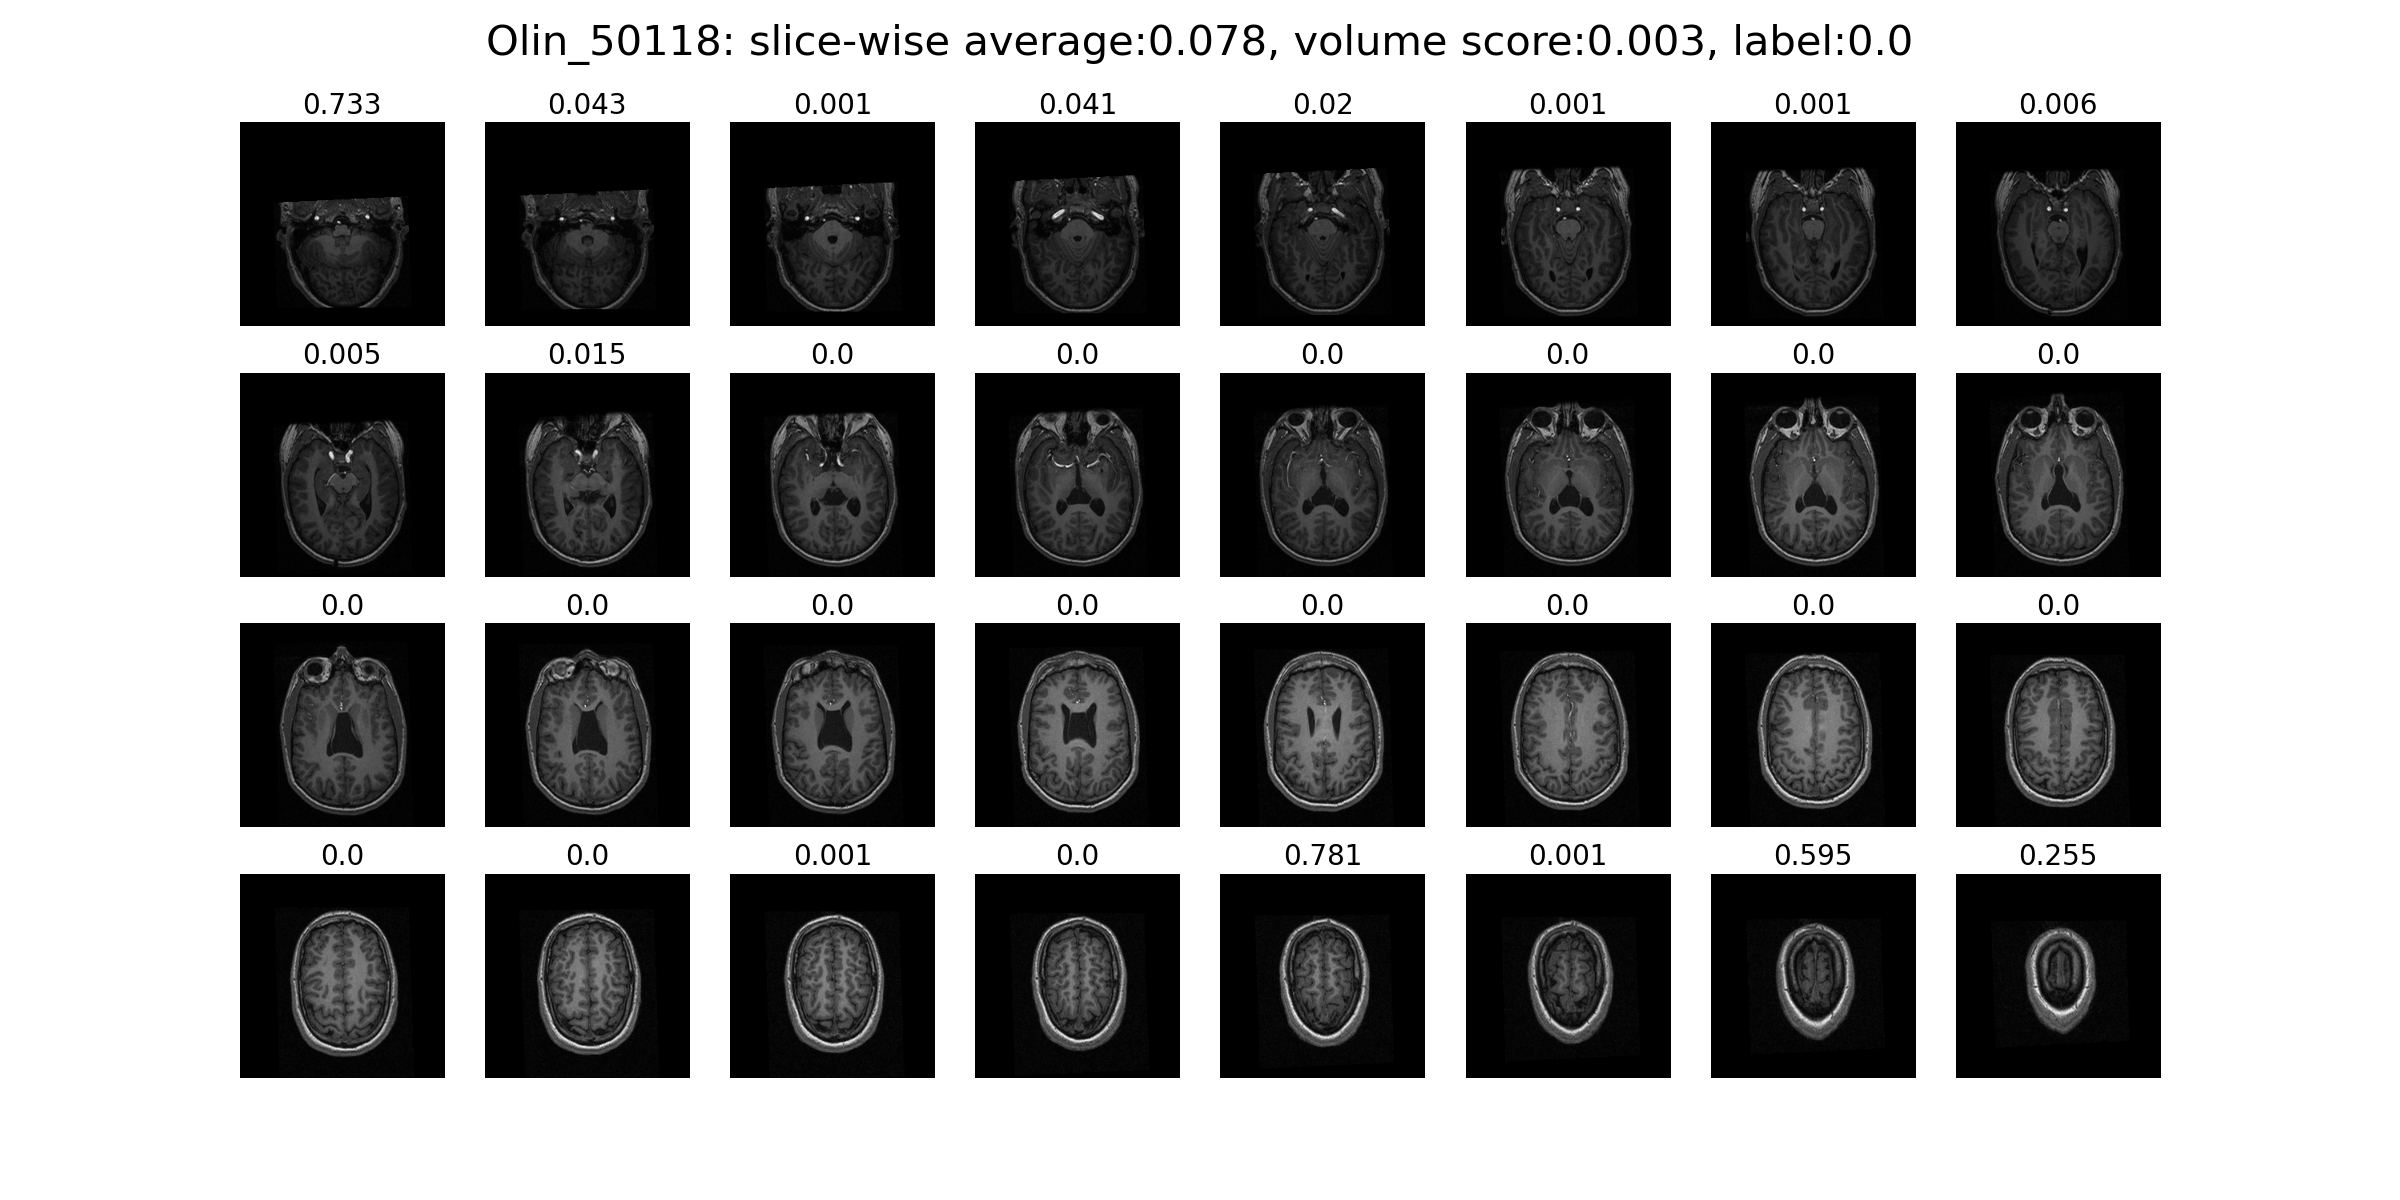 Olin_50118: slice-wise average:0.078, volume score:0.003, label:0.0
0.733 0.043 0.001 0.041 0.02 0.001 0.001 0.006
0.005 0.015 0.0 0.0 0.0 0.0 0.0 0.0
0.0 0.0 0.0 0.0 0.0 0.0 0.0 0.0
0.0 0.0 0.001 0.0 0.781 0.001 0.595 0.255